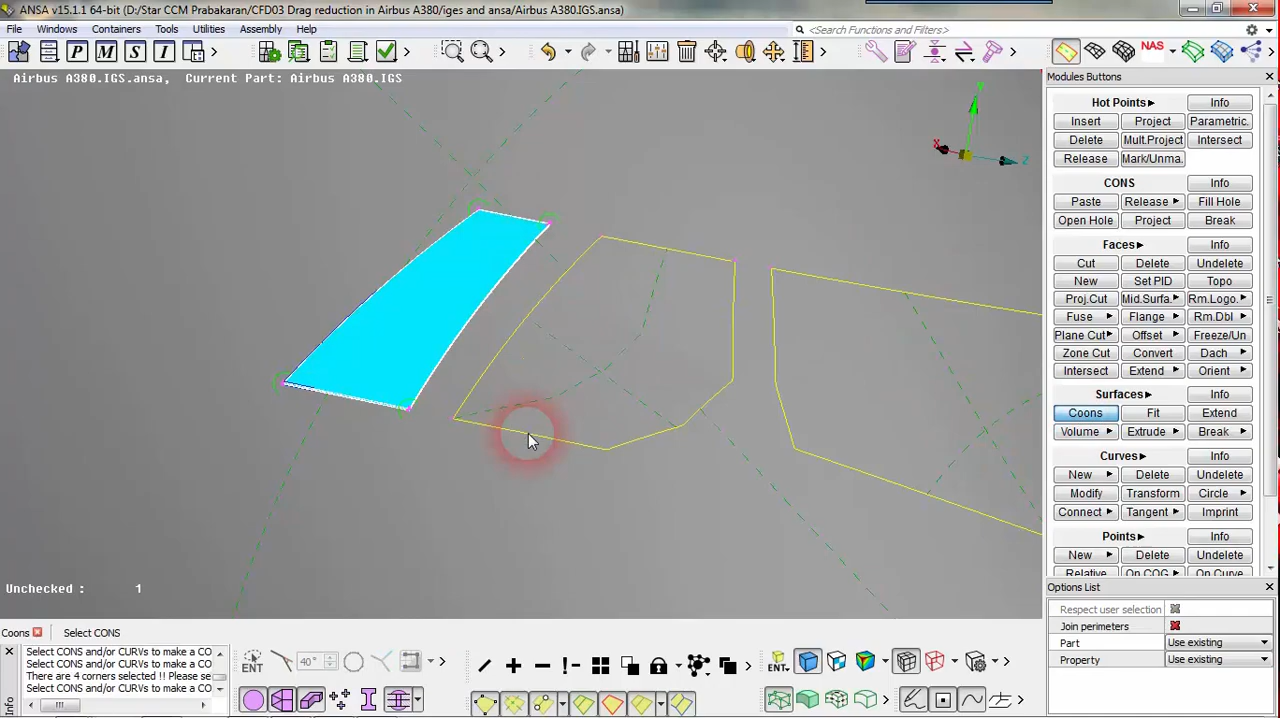 ANSA v15.1.1 64-bit (D:/Star CCM Prabakaran/CFD03 Drag reduction in Airbus A380/iges and ansa/Airbus A380.IGS.ansa)
File Windows Containers Tools Utilities Assembly Help
<Search Functions and Filters>
P M S I
NAS
Airbus A380.IGS.ansa, Current Part: Airbus A380.IGS
Y
X
Z
Unchecked : 1
Modules Buttons
Hot Points Info
Insert Project Parametric.
Delete Mult.Project Intersect
Release Mark/Unma.
CONS Info
Paste Release Fill Hole
Open Hole Project Break
Faces Info
Cut Delete Undelete
New Set PID Topo
Proj.Cut Mid.Surfa. Rm.Logo.
Fuse Flange Rm.Dbl
Plane Cut Offset Freeze/Un
Zone Cut Convert Dach
Intersect Extend Orient
Surfaces Info
Coons Fit Extend
Volume Extrude Break
Curves Info
New Delete Undelete
Modify Transform Circle
Connect Tangent Imprint
Points Info
New Delete Undelete
Relative On COG On Curve
Options List
Respect user selection
Join perimeters
Part Use existing
Property Use existing
Coons Select CONS
Info
Select CONS and/or CURVs to make a CO
Select CONS and/or CURVs to make a CO
There are 4 corners selected !! Please se
Select CONS and/or CURVs to make a CO
ENT 40°
ENT